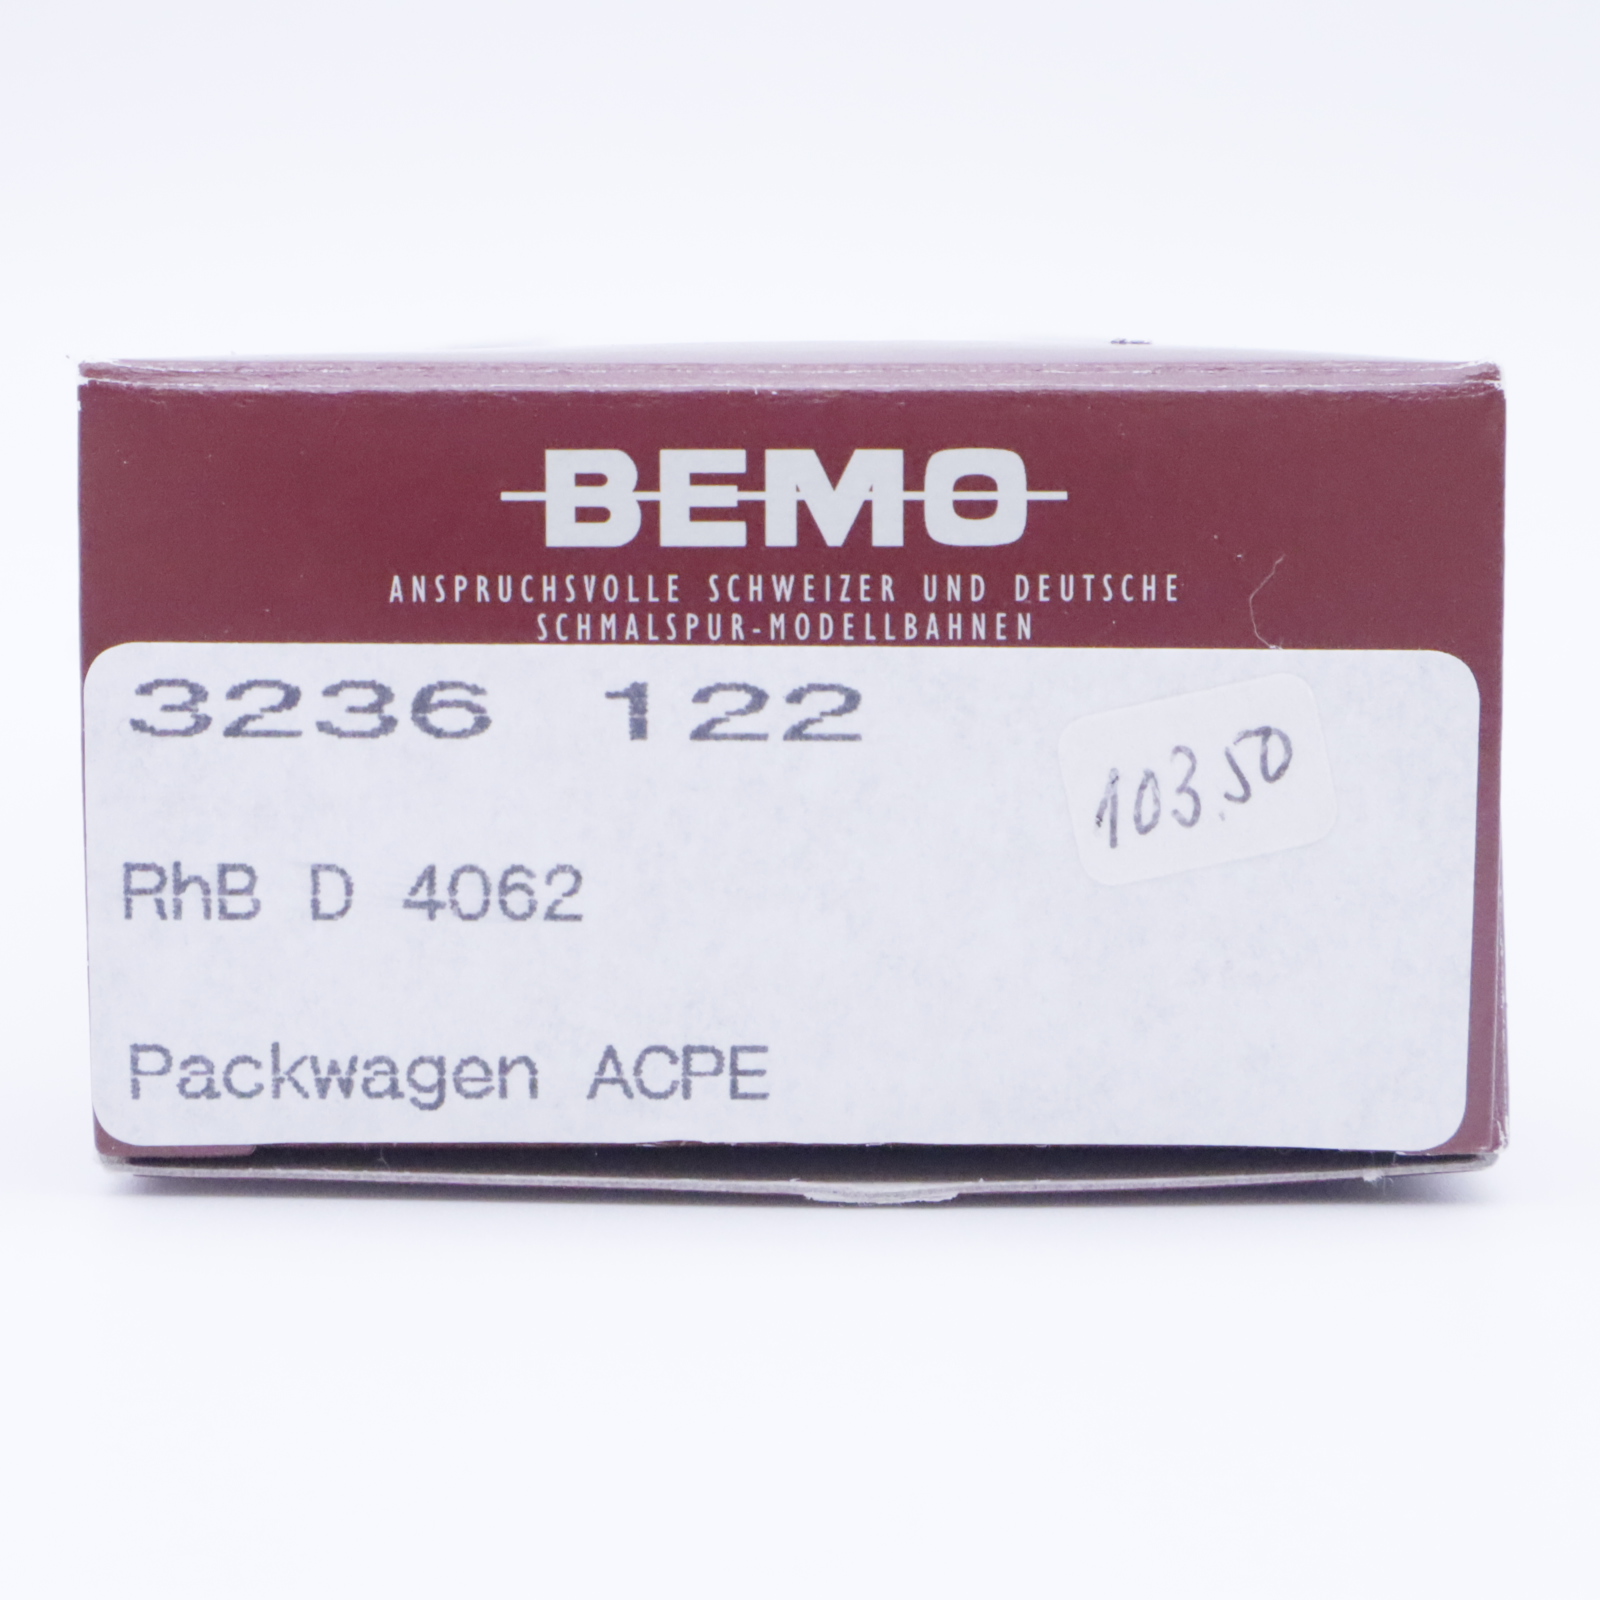 BEMO
ANSPRUCHSVOLLE SCHWEIZER UND DEUTSCHE
SCHMALSPUR-MODELLBAHNEN
3236 122
103.50
RhB D 4062
Packwagen ACPE